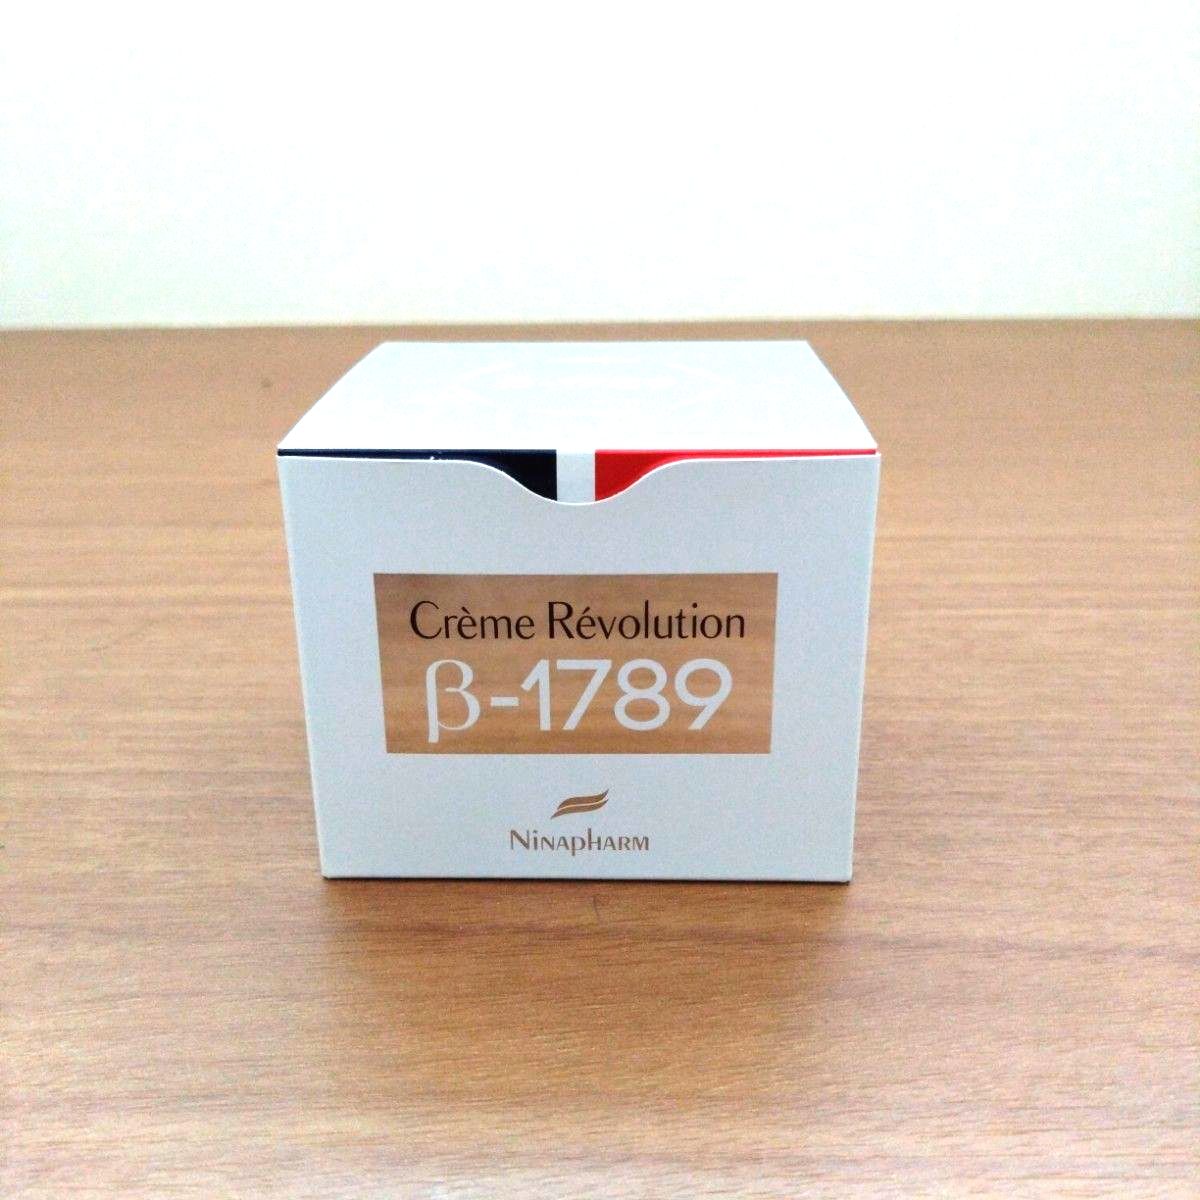 Crème Révolution
β-1789
NINAPHARM